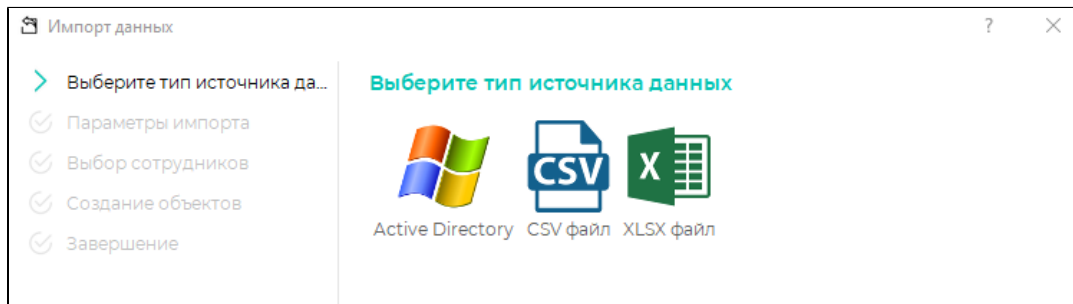 Импорт данных
?
Выберите тип источника да...
Параметры импорта
Выбор сотрудников
Создание объектов
Завершение
Выберите тип источника данных
CSV
X
Active Directory CSV файл XLSX файл